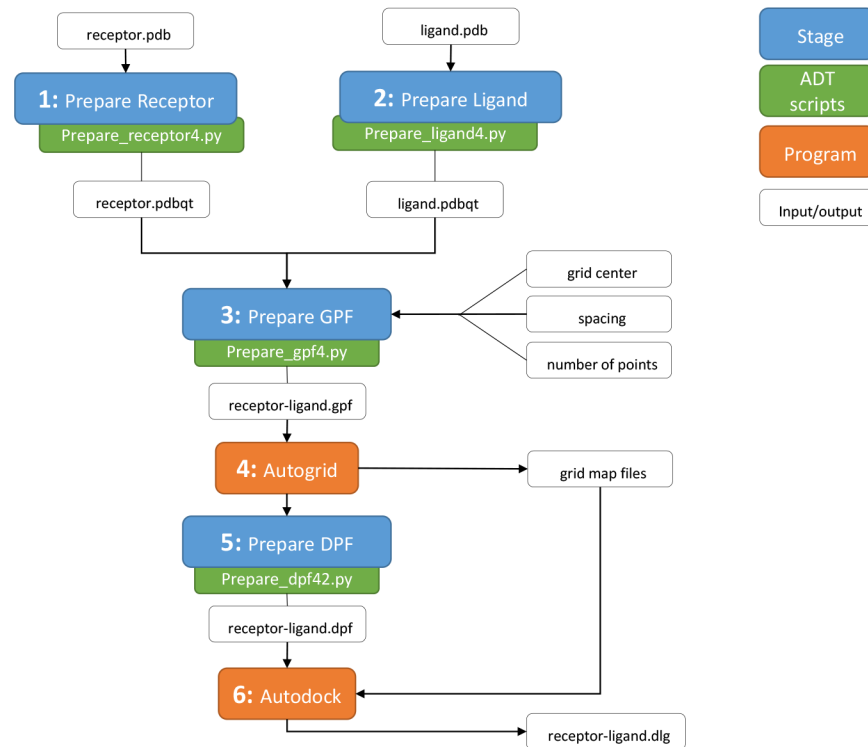 receptor.pdb
ligand.pdb
Stage
1: Prepare Receptor
2: Prepare Ligand
ADT
scripts
Prepare_receptor4.py
Prepare_ligand4.py
Program
receptor.pdbqt
ligand.pdbqt
Input/output
grid center
3: Prepare GPF
spacing
Prepare_gpf4.py
number of points
receptor-ligand.gpf
4: Autogrid
grid map files
5: Prepare DPF
Prepare_dpf42.py
receptor-ligand.dpf
6: Autodock
receptor-ligand.dlg